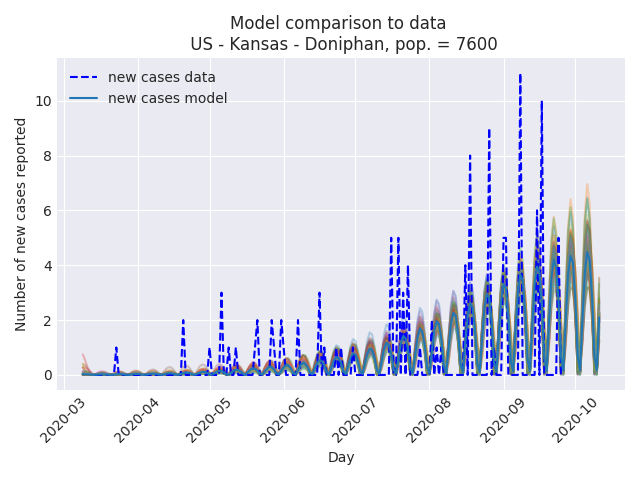 Model comparison to data
US - Kansas - Doniphan, pop. = 7600
new cases data
new cases model
Number of new cases reported
10
8
6
4
2
0
2020-03
2020-04
2020-05
2020-06
2020-07
2020-08
2020-09
2020-10
Day